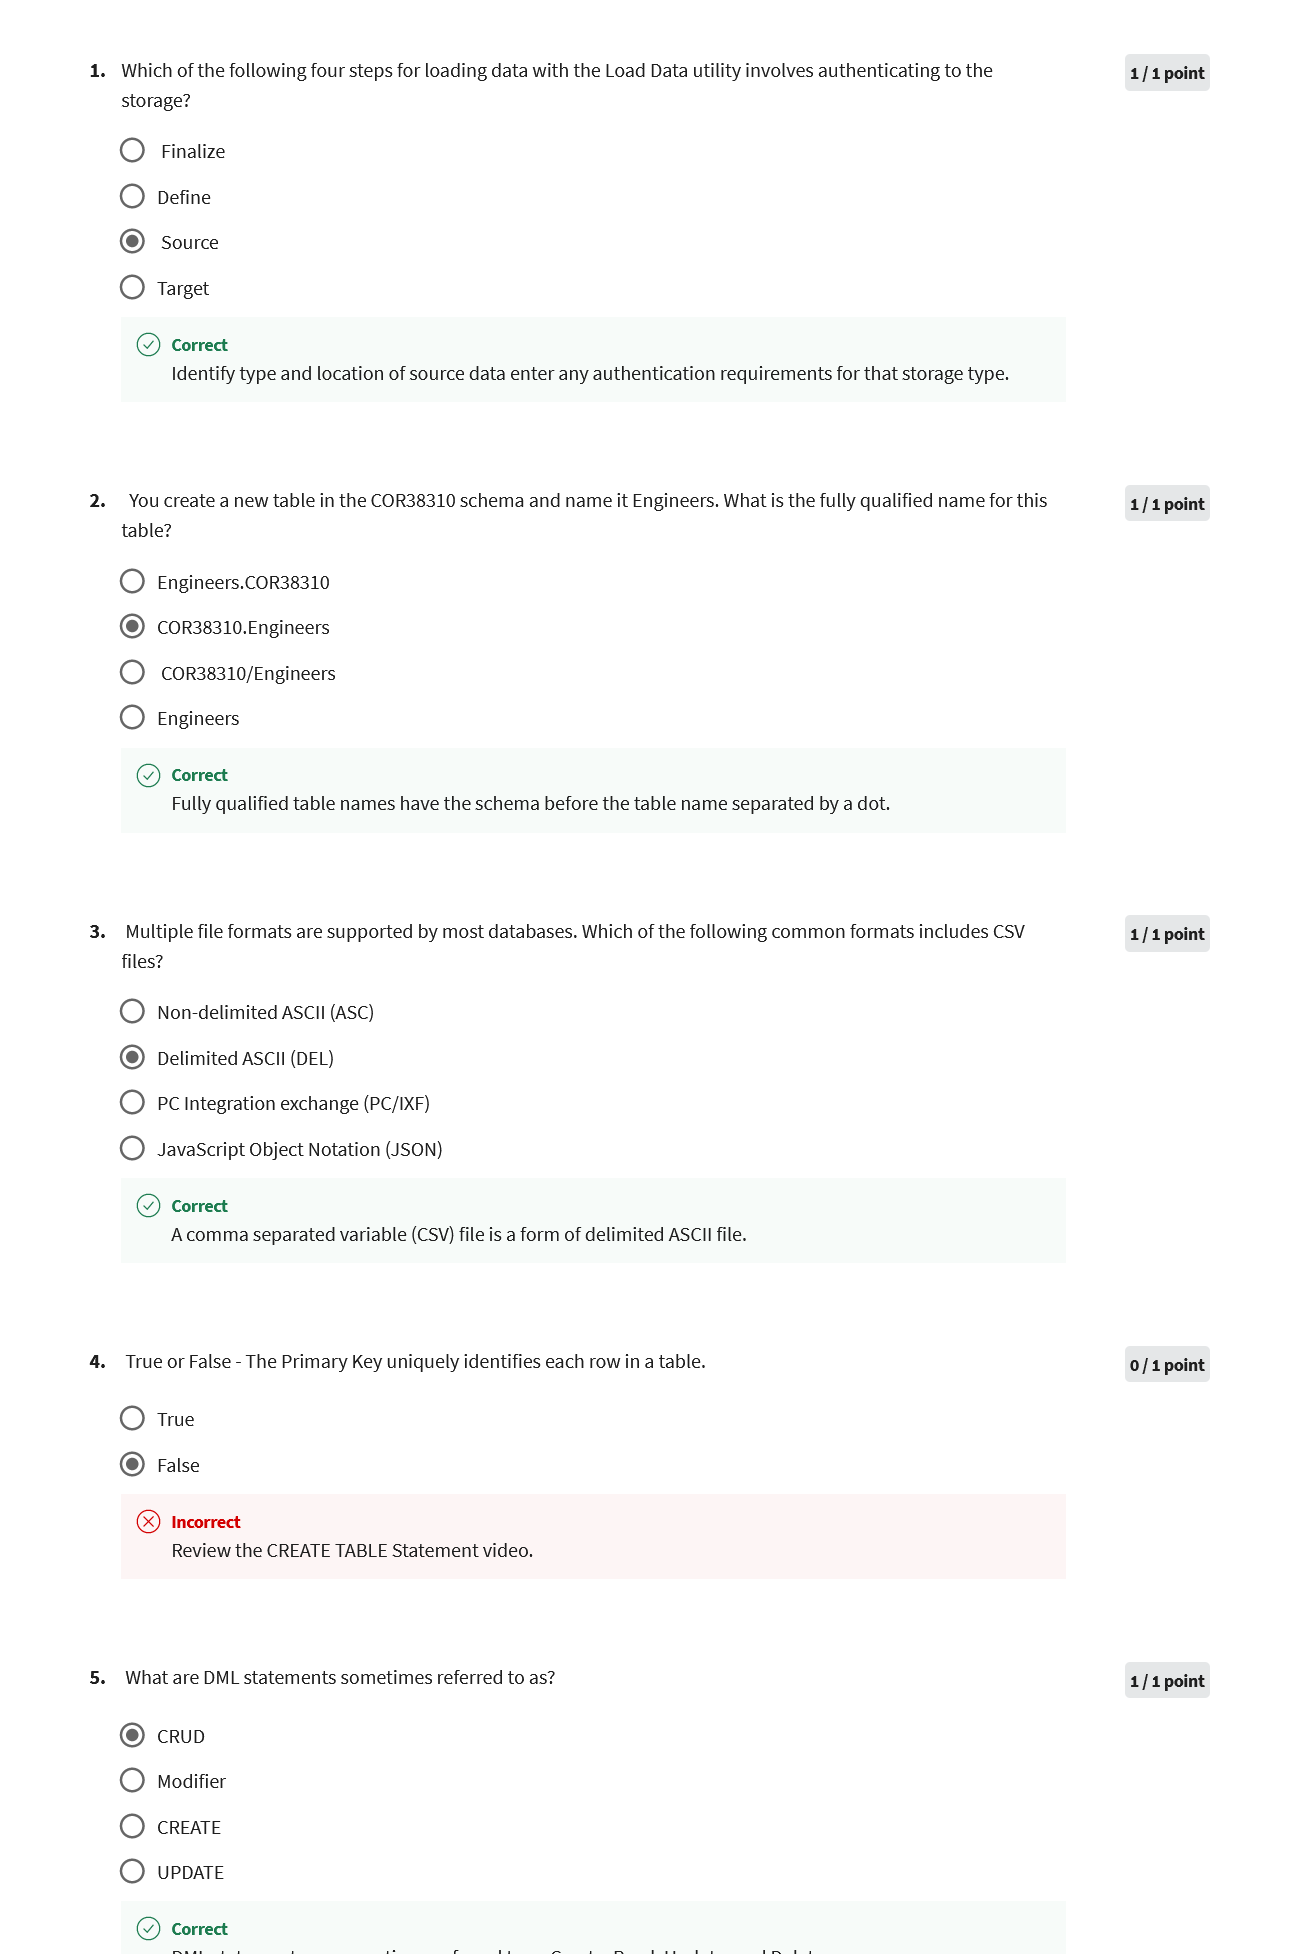 1. Which of the following four steps for loading data with the Load Data utility involves authenticating to the
storage?
1 / 1 point
Finalize
Define
Source
Target
Correct
Identify type and location of source data enter any authentication requirements for that storage type.
2. You create a new table in the COR38310 schema and name it Engineers. What is the fully qualified name for this
table?
1 / 1 point
Engineers.COR38310
COR38310.Engineers
COR38310/Engineers
Engineers
Correct
Fully qualified table names have the schema before the table name separated by a dot.
3. Multiple file formats are supported by most databases. Which of the following common formats includes CSV
files?
1 / 1 point
Non-delimited ASCII (ASC)
Delimited ASCII (DEL)
PC Integration exchange (PC/IXF)
JavaScript Object Notation (JSON)
Correct
A comma separated variable (CSV) file is a form of delimited ASCII file.
4. True or False - The Primary Key uniquely identifies each row in a table.
0 / 1 point
True
False
Incorrect
Review the CREATE TABLE Statement video.
5. What are DML statements sometimes referred to as?
1 / 1 point
CRUD
Modifier
CREATE
UPDATE
Correct